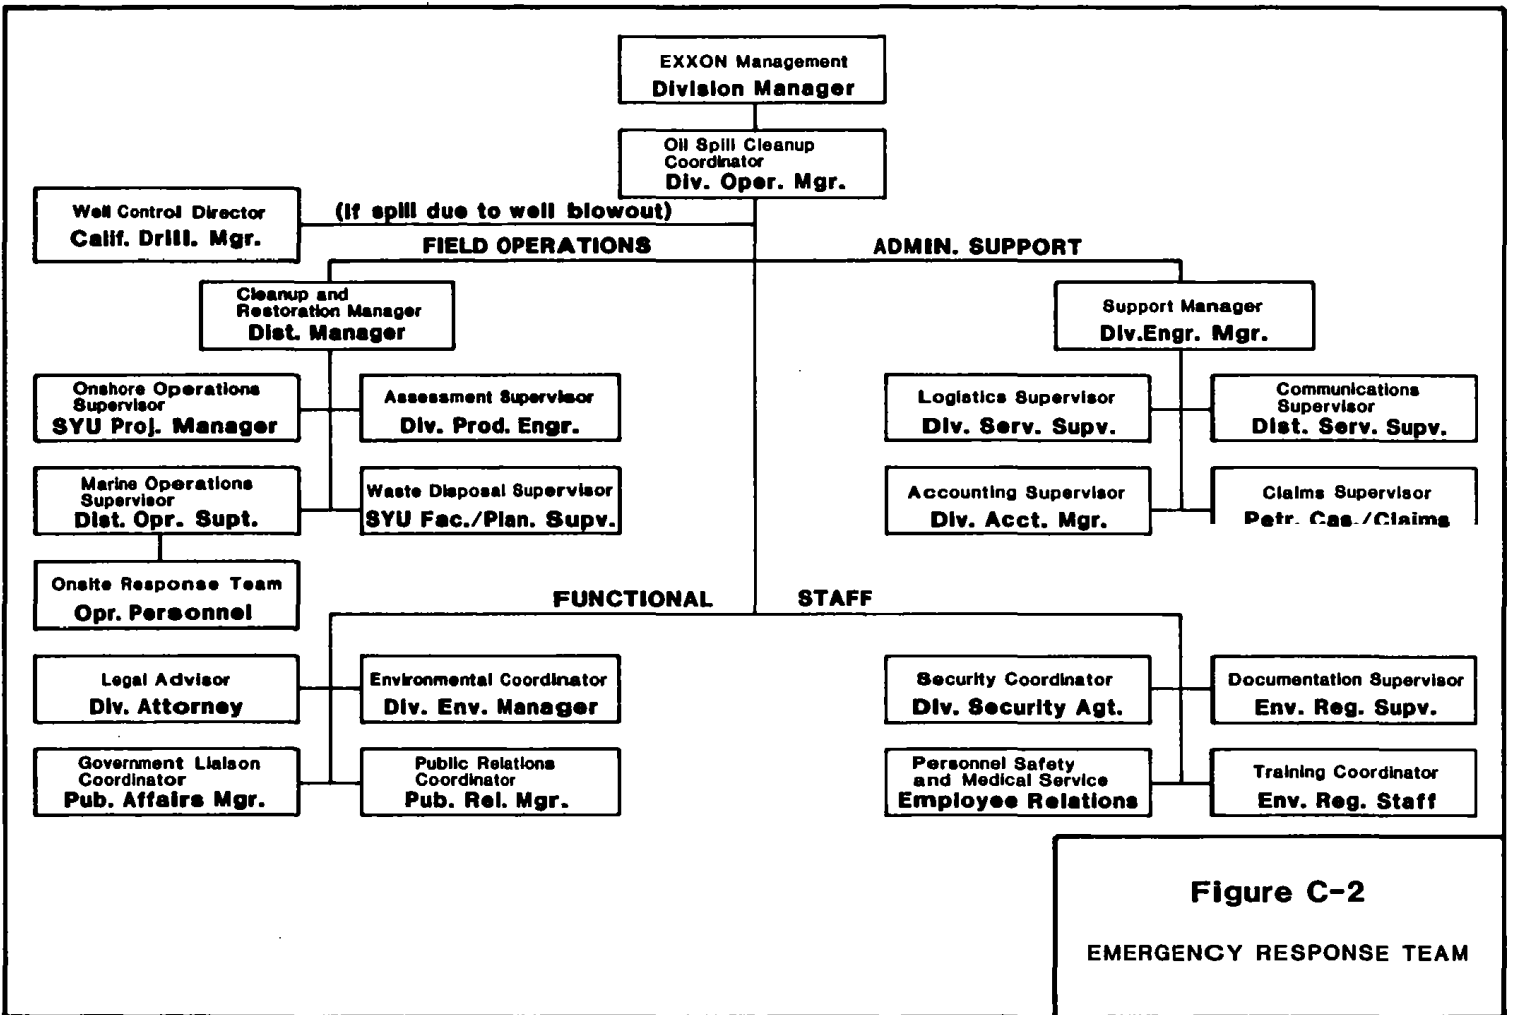 EXXON Management
Division Manager
Oil Spill Cleanup
Coordinator
Div. Oper. Mgr.
Well Control Director
Calif. Drill. Mgr.
(If spill due to well blowout)
FIELD OPERATIONS
ADMIN. SUPPORT
Cleanup and
Restoration Manager
Dist. Manager
Support Manager
Div.Engr. Mgr.
Onshore Operations
Supervisor
SYU Proj. Manager
Assessment Supervisor
Div. Prod. Engr.
Logistics Supervisor
Div. Serv. Supv.
Communications
Supervisor
Dist. Serv. Supv.
Marine Operations
Supervisor
Dist. Opr. Supt.
Waste Disposal Supervisor
SYU Fac./Plan. Supv.
Accounting Supervisor
Div. Acct. Mgr.
Claims Supervisor
Petr. Cas./Claims
Onsite Response Team
Opr. Personnel
FUNCTIONAL STAFF
Legal Advisor
Div. Attorney
Environmental Coordinator
Div. Env. Manager
Security Coordinator
Div. Security Agt.
Documentation Supervisor
Env. Reg. Supv.
Government Liaison
Coordinator
Pub. Affairs Mgr.
Public Relations
Coordinator
Pub. Rel. Mgr.
Personnel Safety
and Medical Service
Employee Relations
Training Coordinator
Env. Reg. Staff
Figure C-2
EMERGENCY RESPONSE TEAM